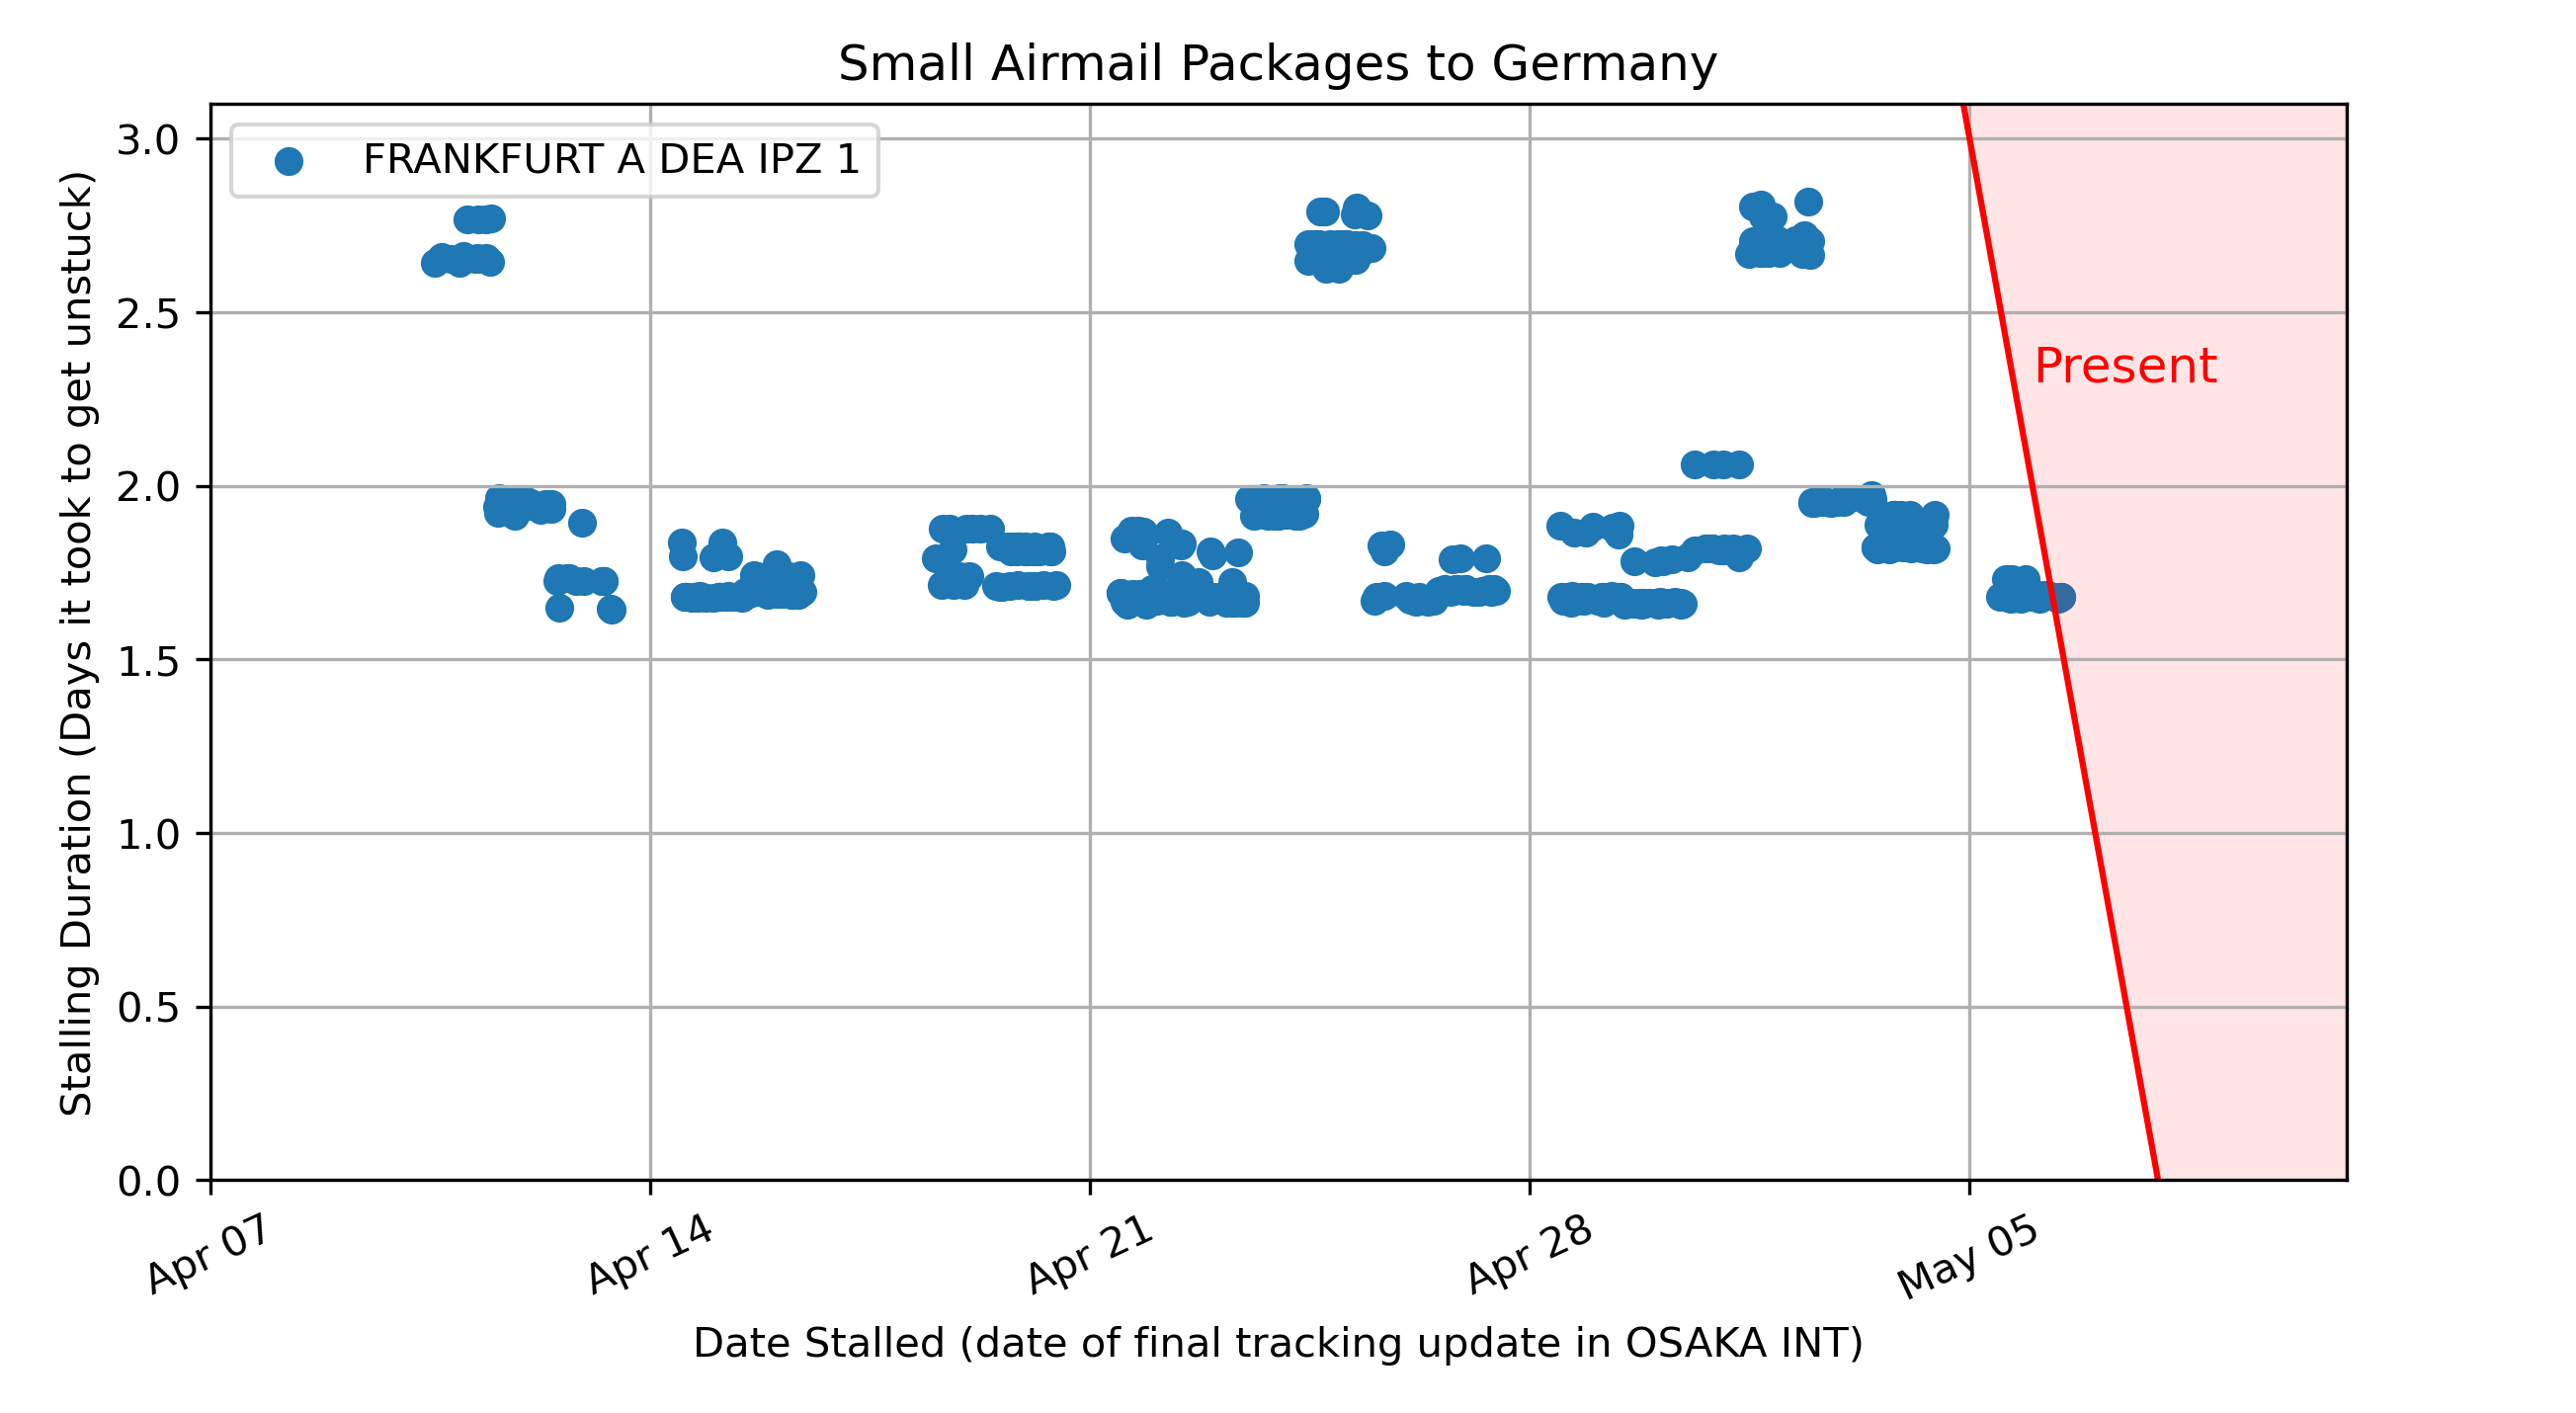 Small Airmail Packages to Germany
FRANKFURT A DEA IPZ 1
Stalling Duration (Days it took to get unstuck)
3.0
2.5
2.0
1.5
1.0
0.5
0.0
Present
Apr 07
Apr 14
Apr 21
Apr 28
May 05
Date Stalled (date of final tracking update in OSAKA INT)